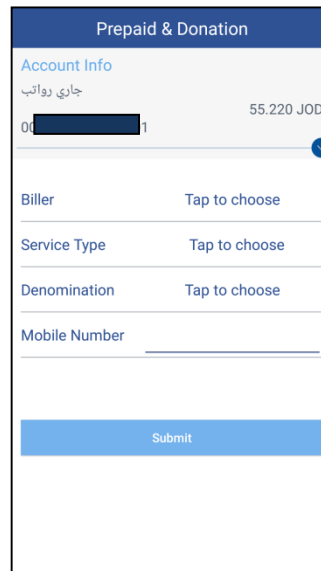 Prepaid & Donation
Account Info
جاري رواتب
55.220 JOD
00 1
Biller Tap to choose
Service Type Tap to choose
Denomination Tap to choose
Mobile Number
Submit